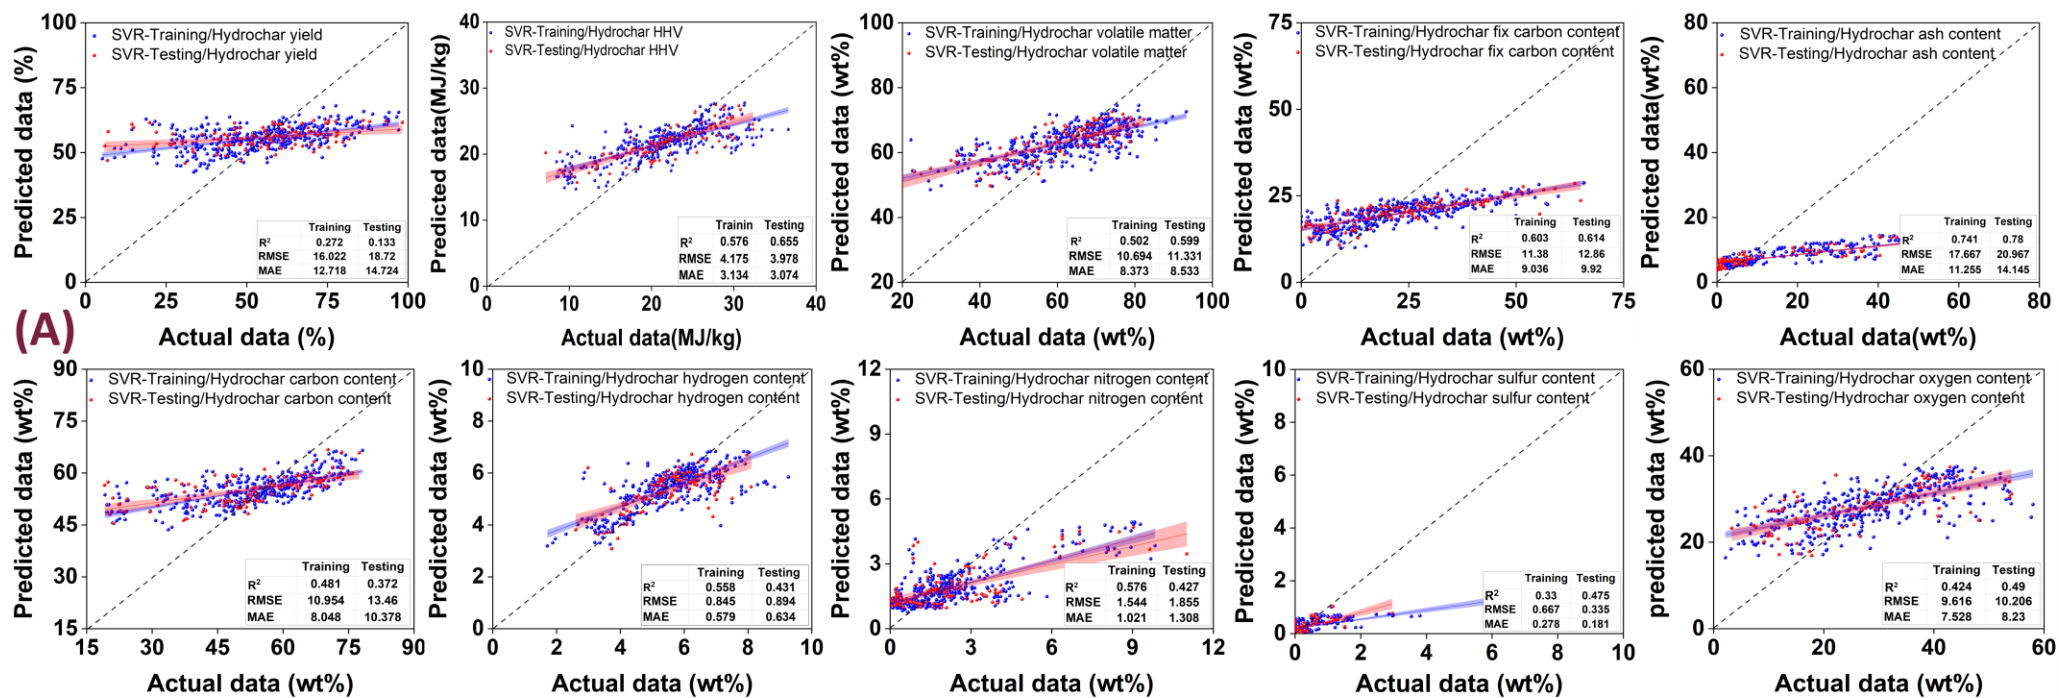 SVR-Training/Hydrochar yield
SVR-Testing/Hydrochar yield
Predicted data (%)
100
75
50
25
0
Training Testing
R² 0.272 0.133
RMSE 16.022 18.72
MAE 12.718 14.724
0 25 50 75 100
Actual data (%)
SVR-Training/Hydrochar HHV
SVR-Testing/Hydrochar HHV
Predicted data(MJ/kg)
40
30
20
10
0
Trainin Testing
R² 0.576 0.655
RMSE 4.175 3.978
MAE 3.134 3.074
0 10 20 30 40
Actual data(MJ/kg)
SVR-Training/Hydrochar volatile matter
SVR-Testing/Hydrochar volatile matter
Predicted data (wt%)
100
80
60
40
20
Training Testing
R² 0.502 0.599
RMSE 10.694 11.331
MAE 8.373 8.533
20 40 60 80 100
Actual data (wt%)
SVR-Training/Hydrochar fix carbon content
SVR-Testing/Hydrochar fix carbon content
Predicted data (wt%)
75
50
25
0
Training Testing
R² 0.603 0.614
RMSE 11.38 12.86
MAE 9.036 9.92
0 25 50 75
Actual data (wt%)
SVR-Training/Hydrochar ash content
SVR-Testing/Hydrochar ash content
Predicted data(wt%)
80
60
40
20
0
Training Testing
R² 0.741 0.78
RMSE 17.667 20.967
MAE 11.255 14.145
0 20 40 60 80
Actual data(wt%)
(A)
SVR-Training/Hydrochar carbon content
SVR-Testing/Hydrochar carbon content
Predicted data (wt%)
90
75
60
45
30
15
Training Testing
R² 0.481 0.372
RMSE 10.954 13.46
MAE 8.048 10.378
15 30 45 60 75 90
Actual data (wt%)
SVR-Training/Hydrochar hydrogen content
SVR-Testing/Hydrochar hydrogen content
Predicted data (wt%)
10
8
6
4
2
0
Training Testing
R² 0.558 0.431
RMSE 0.845 0.894
MAE 0.579 0.634
0 2 4 6 8 10
Actual data (wt%)
SVR-Training/Hydrochar nitrogen content
SVR-Testing/Hydrochar nitrogen content
Predicted data (wt%)
12
9
6
3
0
Training Testing
R² 0.576 0.427
RMSE 1.544 1.855
MAE 1.021 1.308
0 3 6 9 12
Actual data (wt%)
SVR-Training/Hydrochar sulfur content
SVR-Testing/Hydrochar sulfur content
Predicted data (wt%)
10
8
6
4
2
0
Training Testing
R² 0.33 0.475
RMSE 0.667 0.335
MAE 0.278 0.181
0 2 4 6 8 10
Actual data (wt%)
SVR-Training/Hydrochar oxygen content
SVR-Testing/Hydrochar oxygen content
predicted data (wt%)
60
40
20
0
Training Testing
R² 0.424 0.49
RMSE 9.616 10.206
MAE 7.528 8.23
0 20 40 60
Actual data (wt%)